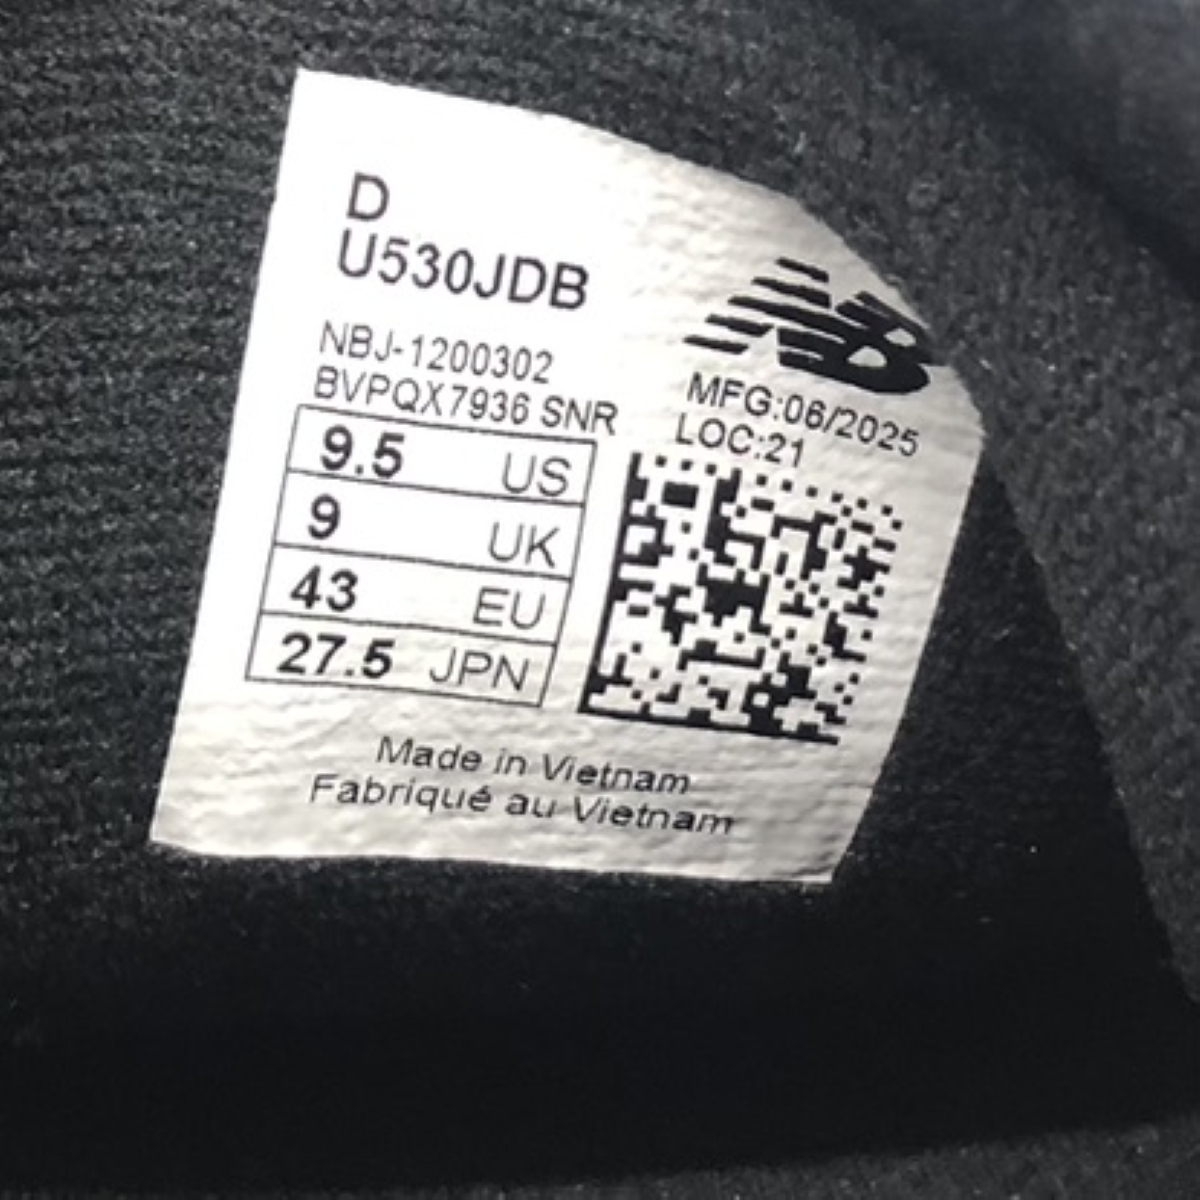 D
U530JDB
NBJ-1200302
BVPQX7936 SNR
NB
MFG:06/2025
LOC:21
9.5 US
9 UK
43 EU
27.5 JPN
Made in Vietnam
Fabriqué au Vietnam